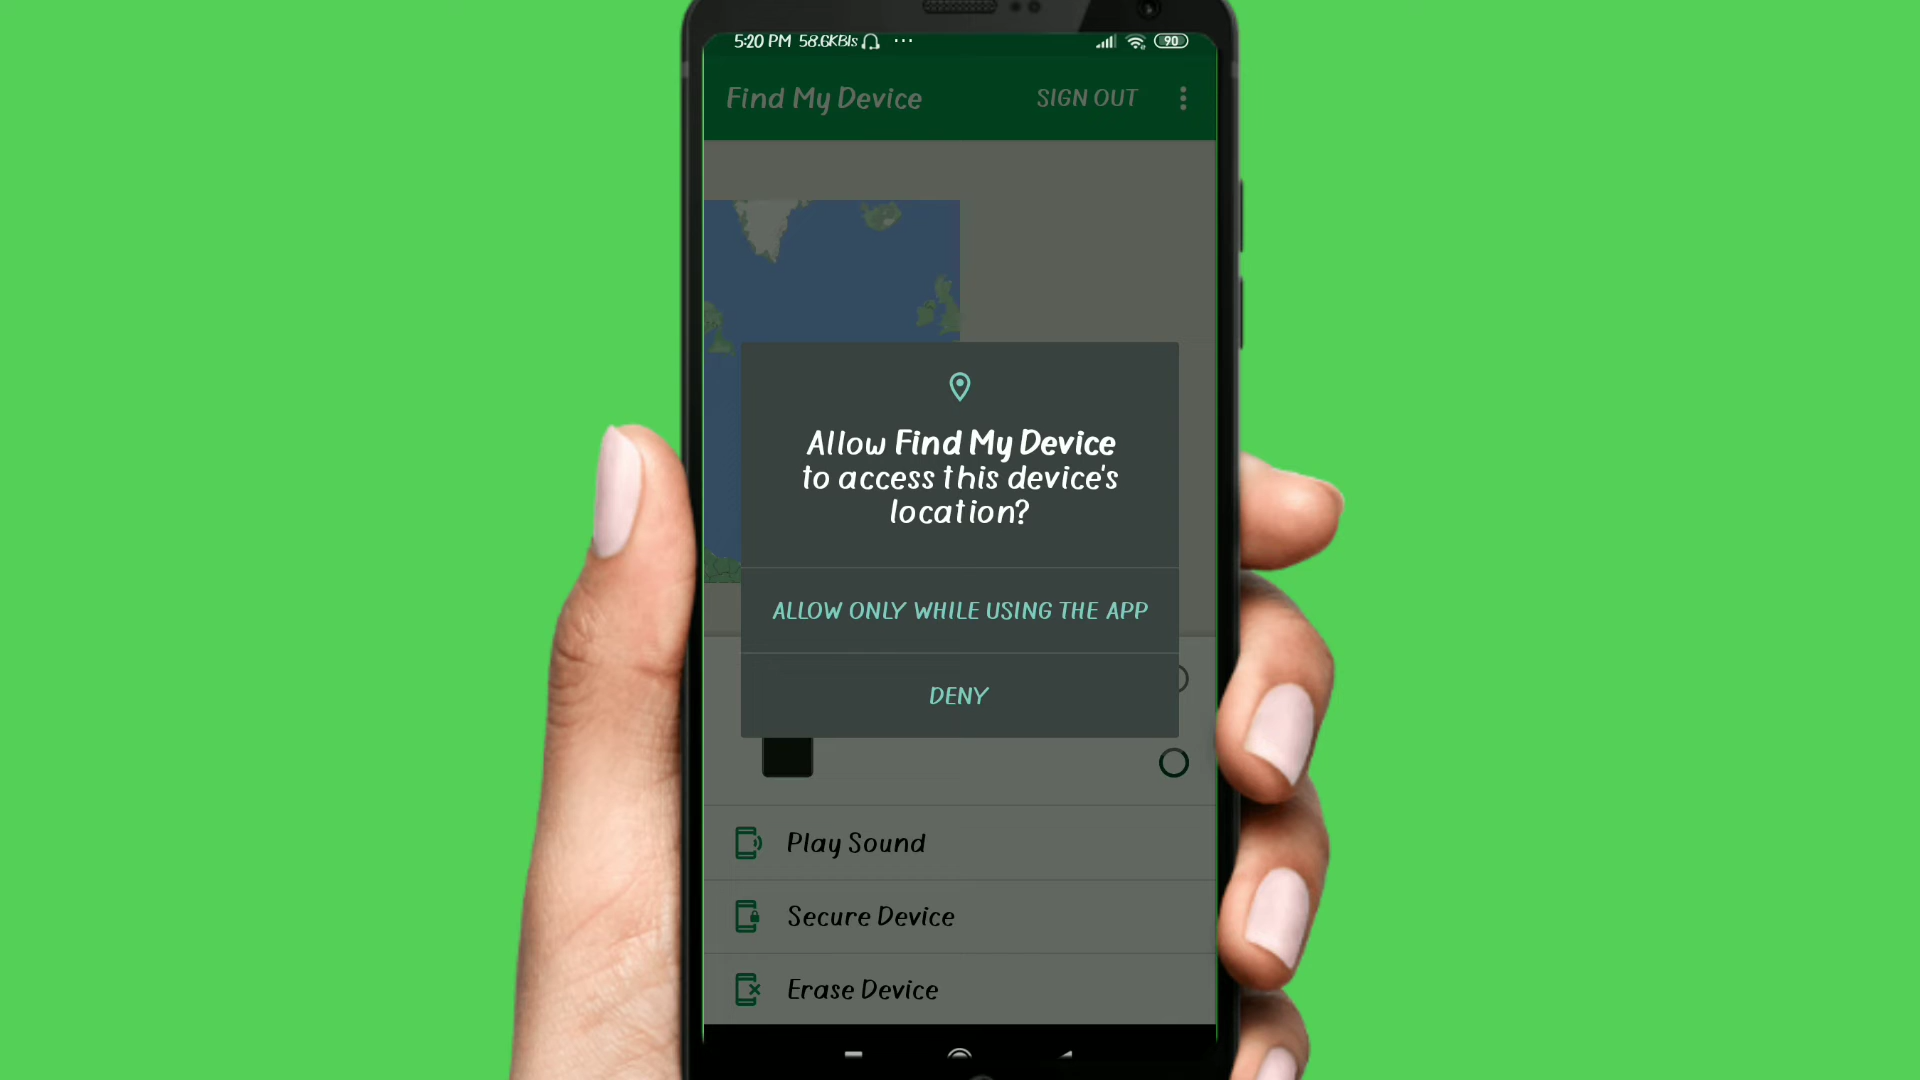 5:20 PM 58.6KB/s ... 90
Find My Device SIGN OUT
Allow Find My Device
to access this device's
location?
ALLOW ONLY WHILE USING THE APP
DENY
Play Sound
Secure Device
Erase Device